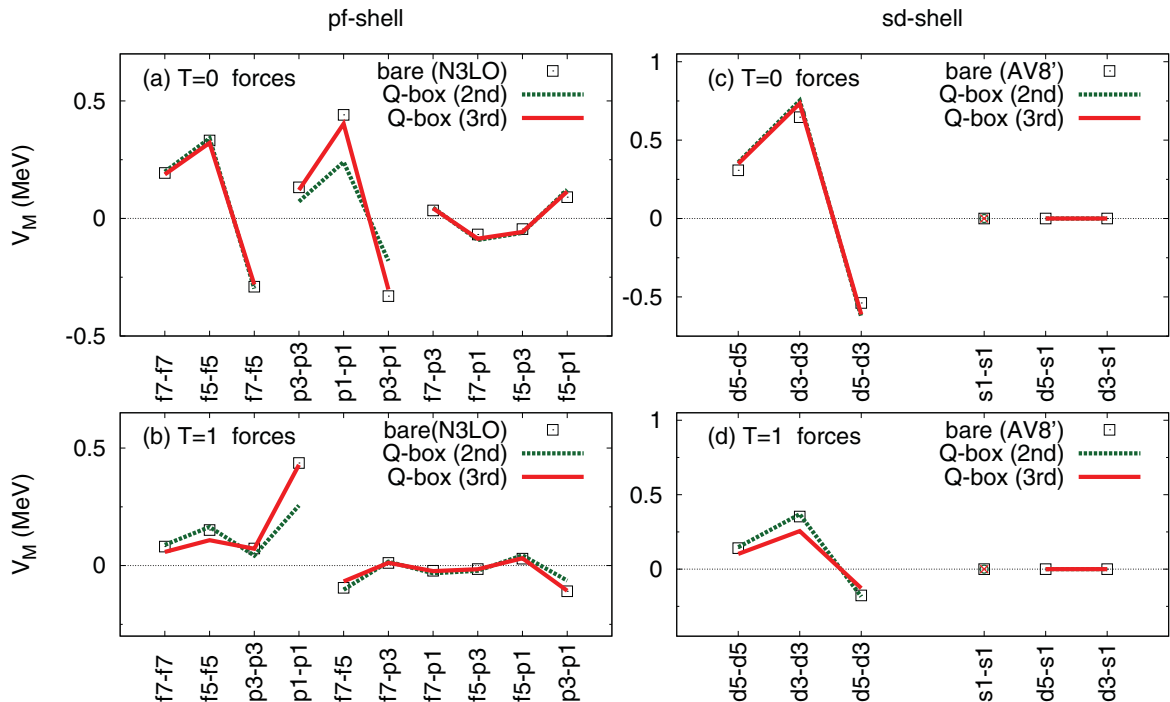 pf-shell
sd-shell
(a) T=0 forces
bare (N3LO)
Q-box (2nd)
Q-box (3rd)
V_M (MeV)
0.5
0
-0.5
f7-f7
f5-f5
f7-f5
p3-p3
p1-p1
p3-p1
f7-p3
f7-p1
f5-p3
f5-p1
(c) T=0 forces
bare (AV8')
Q-box (2nd)
Q-box (3rd)
1
0.5
0
-0.5
d5-d5
d3-d3
d5-d3
s1-s1
d5-s1
d3-s1
(b) T=1 forces
bare(N3LO)
Q-box (2nd)
Q-box (3rd)
V_M (MeV)
0.5
0
f7-f7
f5-f5
p3-p3
p1-p1
f7-f5
f7-p3
f7-p1
f5-p3
f5-p1
p3-p1
(d) T=1 forces
bare (AV8')
Q-box (2nd)
Q-box (3rd)
1
0.5
0
d5-d5
d3-d3
d5-d3
s1-s1
d5-s1
d3-s1